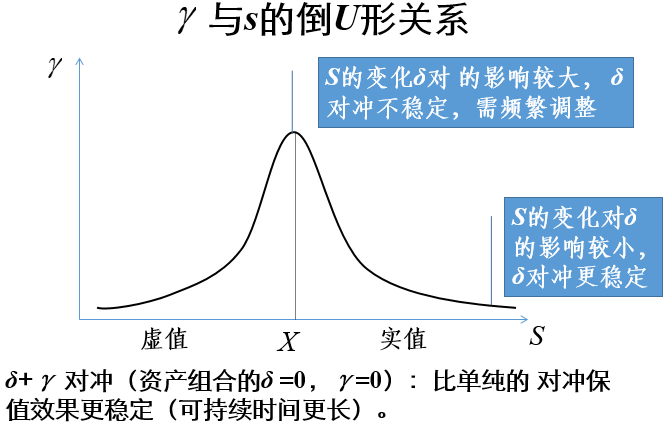 γ 与s的倒U形关系
γ
S的变化δ对 的影响较大， δ
对冲不稳定，需频繁调整
S的变化对δ
的影响较小，
δ对冲更稳定
虚值
X
实值
S
δ+ γ 对冲（资产组合的δ =0， γ=0）：比单纯的 对冲保
值效果更稳定（可持续时间更长）。